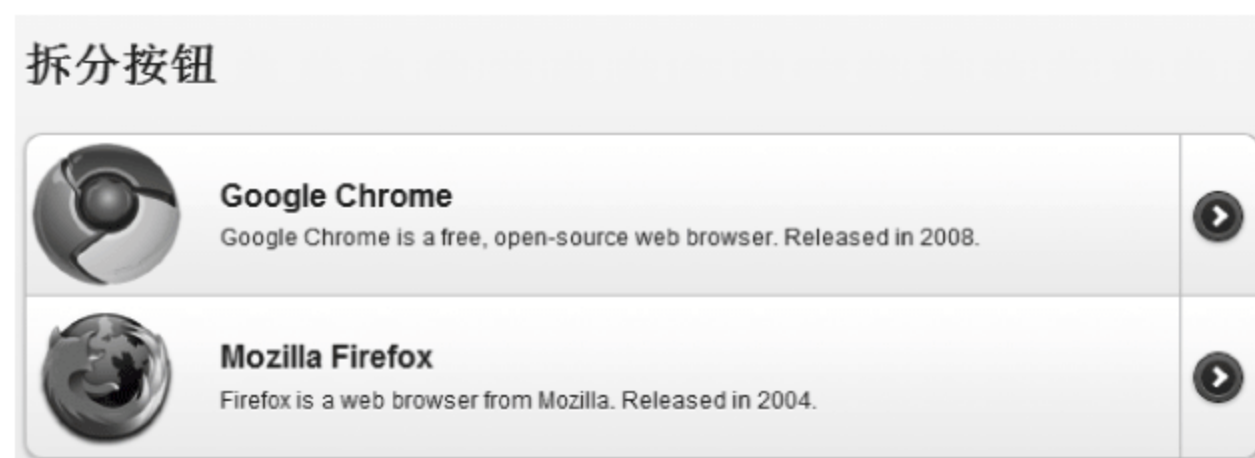 拆分按钮
Google Chrome
Google Chrome is a free, open-source web browser. Released in 2008.
Mozilla Firefox
Firefox is a web browser from Mozilla. Released in 2004.